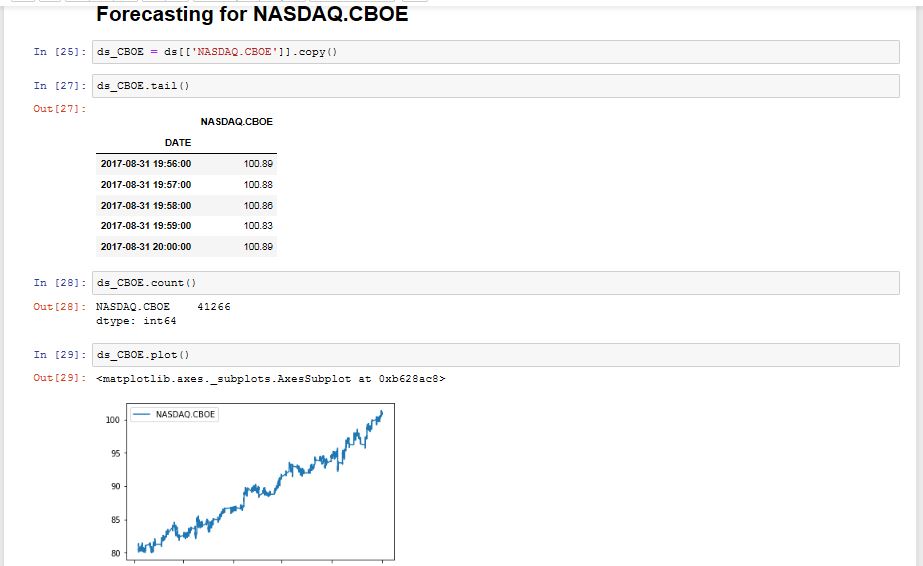 Forecasting for NASDAQ.CBOE
In [25]: ds_CBOE = ds[['NASDAQ.CBOE']].copy()
In [27]: ds_CBOE.tail()
Out[27]:
NASDAQ.CBOE
DATE
2017-08-31 19:56:00 100.89
2017-08-31 19:57:00 100.88
2017-08-31 19:58:00 100.86
2017-08-31 19:59:00 100.83
2017-08-31 20:00:00 100.89
In [28]: ds_CBOE.count()
Out[28]: NASDAQ.CBOE 41266
dtype: int64
In [29]: ds_CBOE.plot()
Out[29]: <matplotlib.axes._subplots.AxesSubplot at 0xb628ac8>
NASDAQ.CBOE
100
95
90
85
80